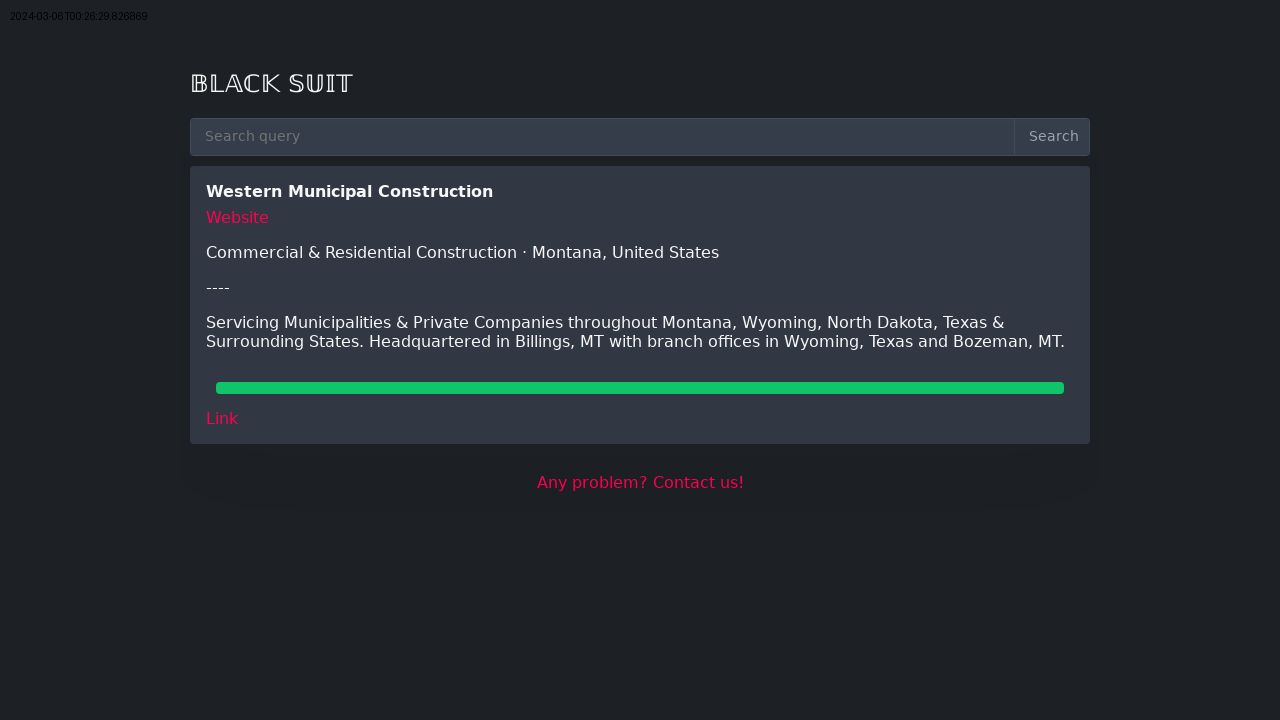 2024-03-06T00:26:29.826869
𝔹𝕃𝔸ℂ𝕂 𝕊𝕌𝕀𝕋
Search query
Search
Western Municipal Construction
Website
Commercial & Residential Construction · Montana, United States
----
Servicing Municipalities & Private Companies throughout Montana, Wyoming, North Dakota, Texas &
Surrounding States. Headquartered in Billings, MT with branch offices in Wyoming, Texas and Bozeman, MT.
Link
Any problem? Contact us!